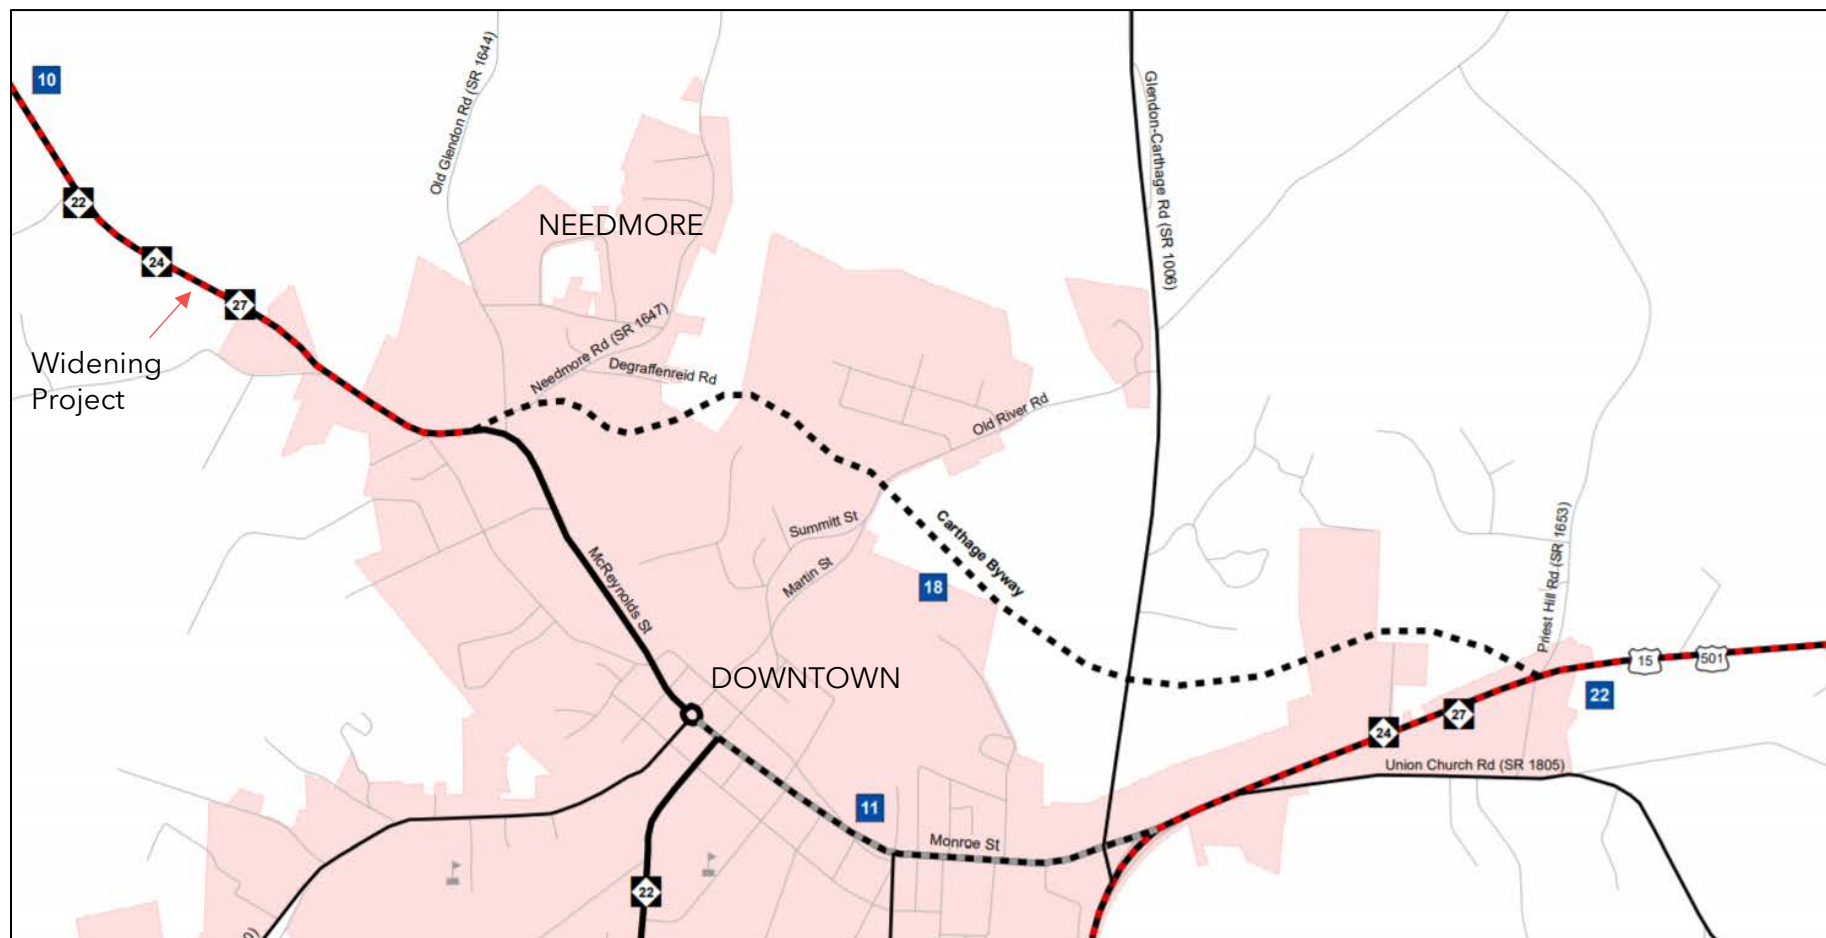 10
Old Glendon Rd (SR 1644)
Glendon-Carthage Rd (SR 1006)
22
NEEDMORE
24
27
Needmore Rd (SR 1647)
Widening
Project
Degraffenreid Rd
Old River Rd
Summitt St
Carthage Byway
Martin St
18
McReynolds St
Priest Hill Rd (SR 1653)
DOWNTOWN
15
501
22
27
24
Union Church Rd (SR 1805)
11
Monroe St
22